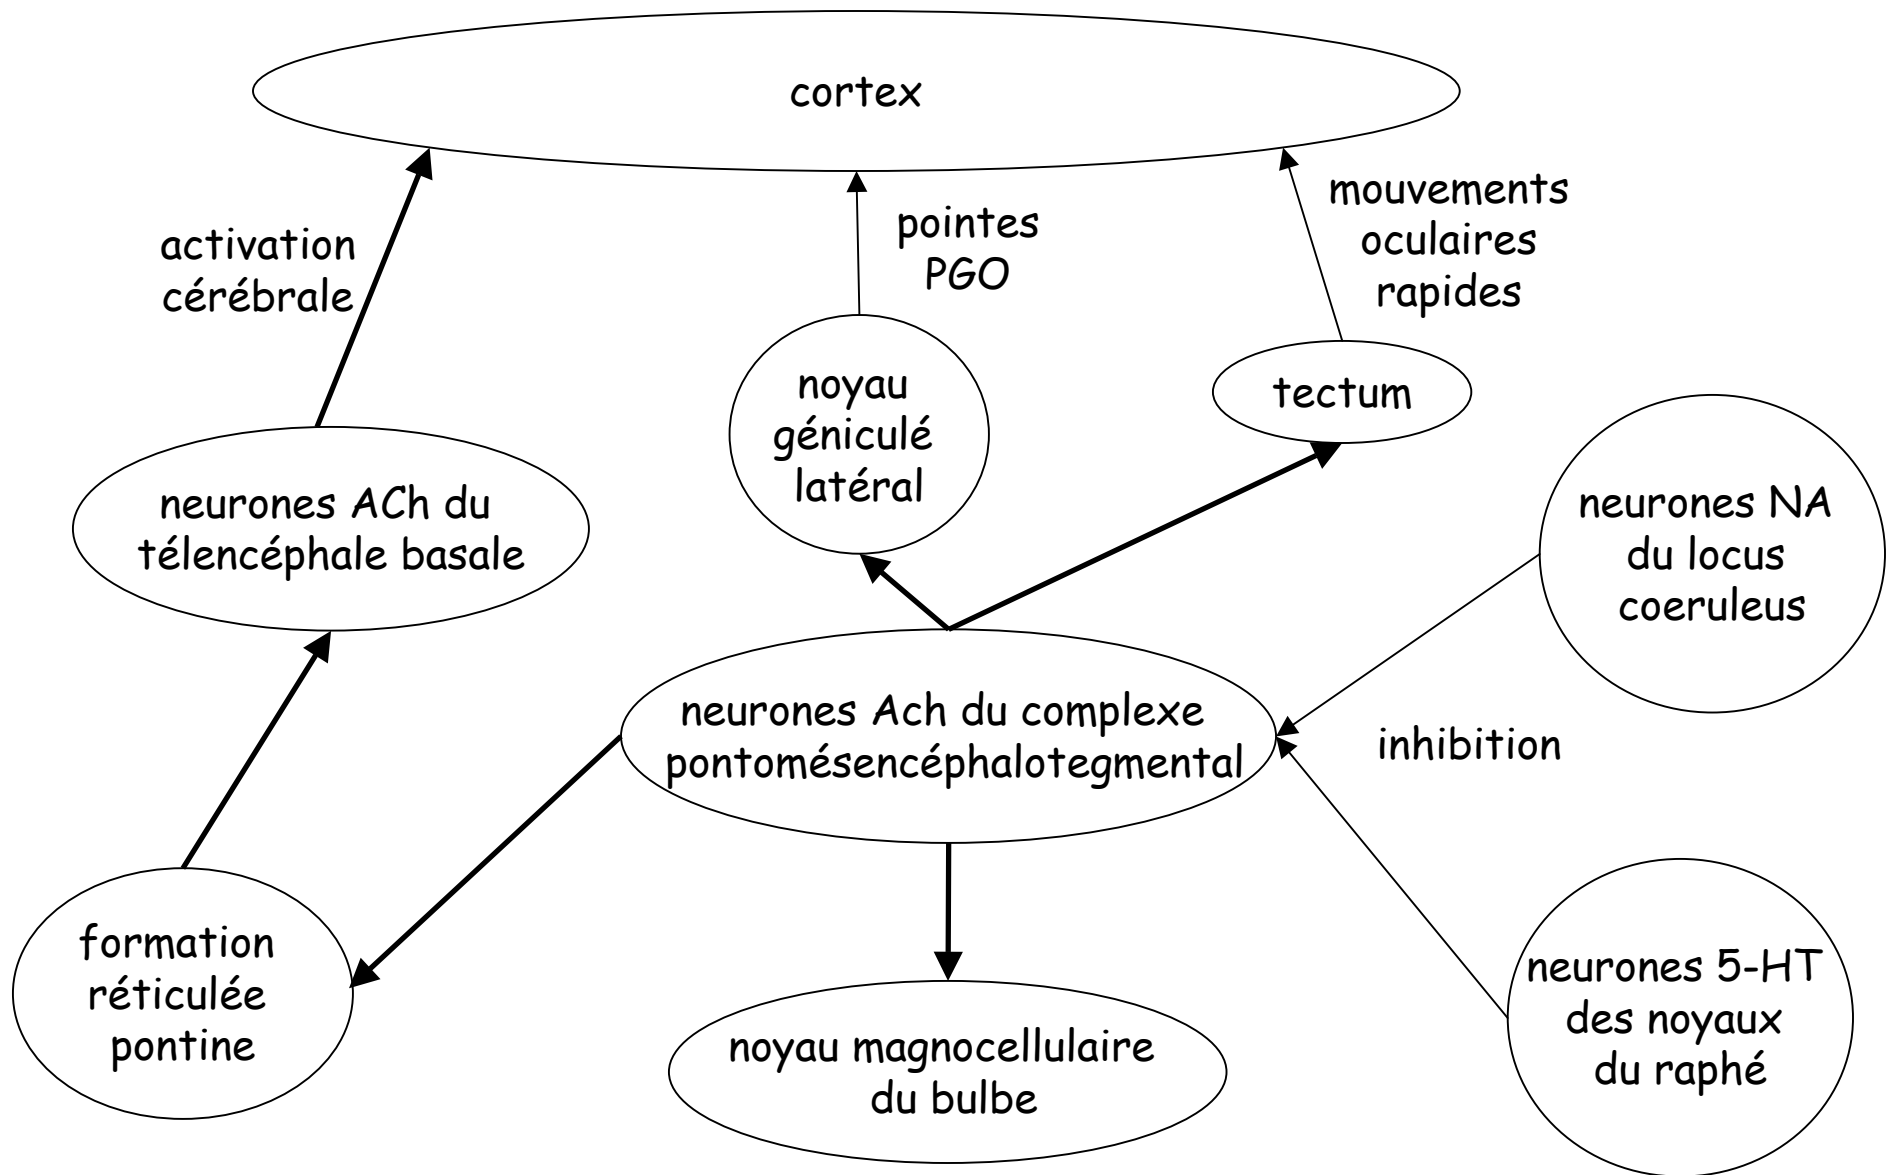 cortex
activation
cérébrale
pointes
PGO
mouvements
oculaires
rapides
noyau
géniculé
latéral
tectum
neurones ACh du
télencéphale basale
neurones NA
du locus
coeruleus
neurones Ach du complexe
pontomésencéphalotegmental
inhibition
formation
réticulée
pontine
noyau magnocellulaire
du bulbe
neurones 5-HT
des noyaux
du raphé